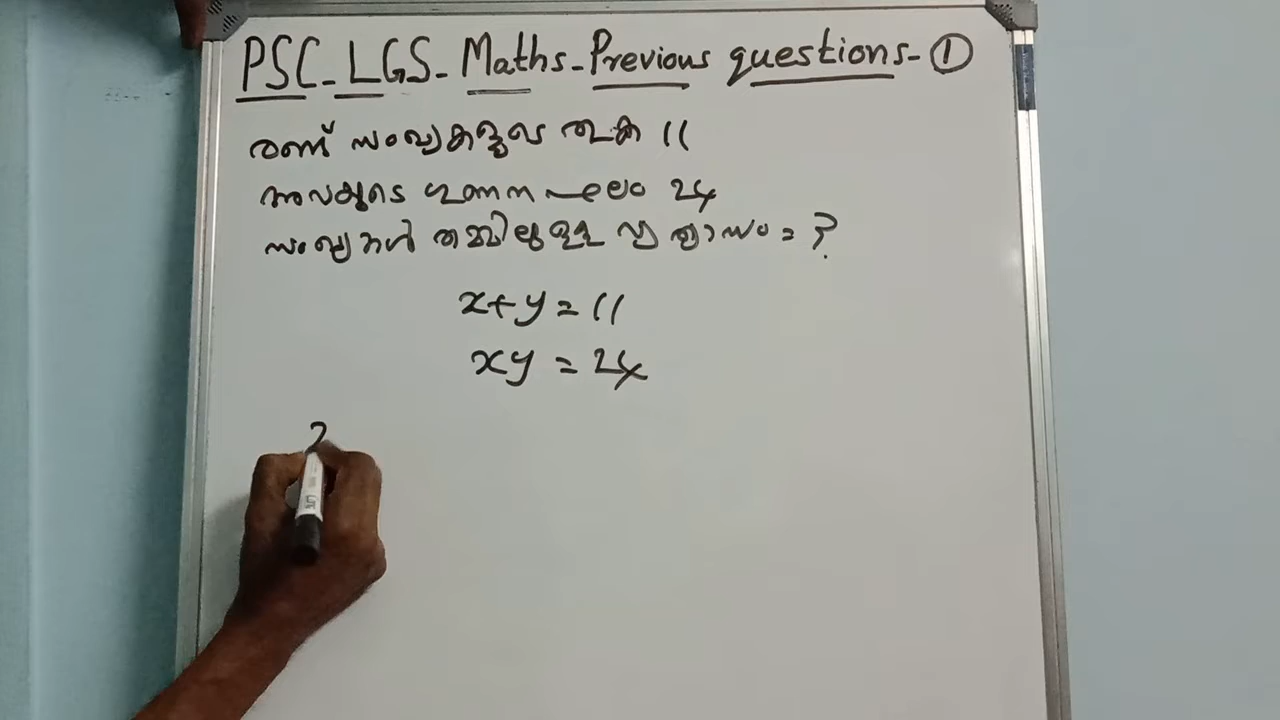 PSC-LGS-Maths-Previous questions-①
രണ്ട് സംഖ്യകളുടെ തുക 11
അവയുടെ ഗുണനഫലം 24
സംഖ്യകൾ തമ്മിലുള്ള വ്യത്യാസം = ?
x+y = 11
xy = 24